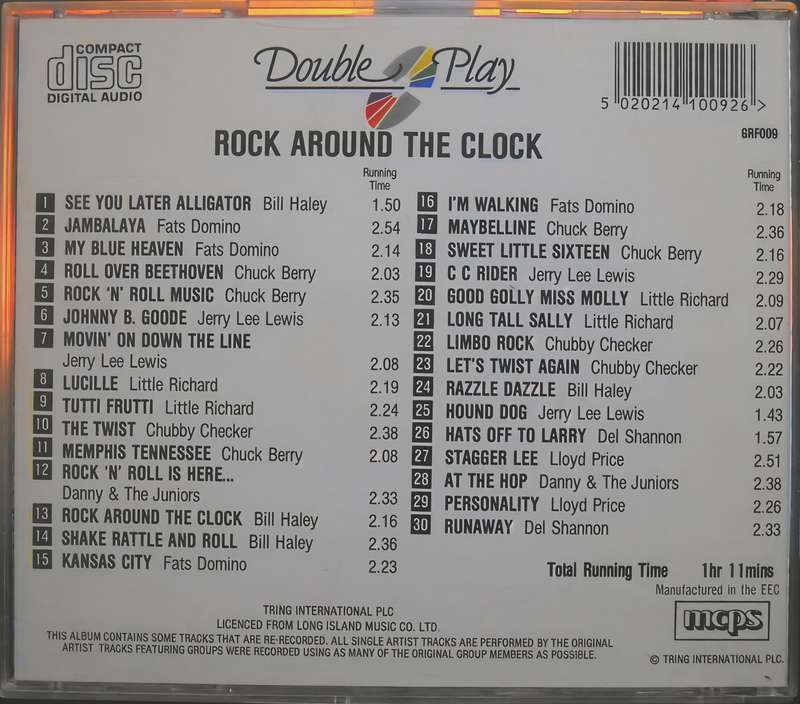 COMPACT
disc
DIGITAL AUDIO
Double Play
5 020214 100926 >
GRF009
ROCK AROUND THE CLOCK
Running
Time
1 SEE YOU LATER ALLIGATOR Bill Haley 1.50
2 JAMBALAYA Fats Domino 2.54
3 MY BLUE HEAVEN Fats Domino 2.14
4 ROLL OVER BEETHOVEN Chuck Berry 2.03
5 ROCK 'N' ROLL MUSIC Chuck Berry 2.35
6 JOHNNY B. GOODE Jerry Lee Lewis 2.13
7 MOVIN' ON DOWN THE LINE
Jerry Lee Lewis 2.08
8 LUCILLE Little Richard 2.19
9 TUTTI FRUTTI Little Richard 2.24
10 THE TWIST Chubby Checker 2.38
11 MEMPHIS TENNESSEE Chuck Berry 2.08
12 ROCK 'N' ROLL IS HERE...
Danny & The Juniors 2.33
13 ROCK AROUND THE CLOCK Bill Haley 2.16
14 SHAKE RATTLE AND ROLL Bill Haley 2.36
15 KANSAS CITY Fats Domino 2.23
Running
Time
16 I'M WALKING Fats Domino 2.18
17 MAYBELLINE Chuck Berry 2.36
18 SWEET LITTLE SIXTEEN Chuck Berry 2.16
19 C C RIDER Jerry Lee Lewis 2.29
20 GOOD GOLLY MISS MOLLY Little Richard 2.09
21 LONG TALL SALLY Little Richard 2.07
22 LIMBO ROCK Chubby Checker 2.26
23 LET'S TWIST AGAIN Chubby Checker 2.22
24 RAZZLE DAZZLE Bill Haley 2.03
25 HOUND DOG Jerry Lee Lewis 1.43
26 HATS OFF TO LARRY Del Shannon 1.57
27 STAGGER LEE Lloyd Price 2.51
28 AT THE HOP Danny & The Juniors 2.38
29 PERSONALITY Lloyd Price 2.26
30 RUNAWAY Del Shannon 2.33
Total Running Time 1hr 11mins
Manufactured in the EEC
mcps
TRING INTERNATIONAL PLC
LICENCED FROM LONG ISLAND MUSIC CO. LTD.
THIS ALBUM CONTAINS SOME TRACKS THAT ARE RE-RECORDED. ALL SINGLE ARTIST TRACKS ARE PERFORMED BY THE ORIGINAL
ARTIST. TRACKS FEATURING GROUPS WERE RECORDED USING AS MANY OF THE ORIGINAL GROUP MEMBERS AS POSSIBLE.
© TRING INTERNATIONAL PLC.